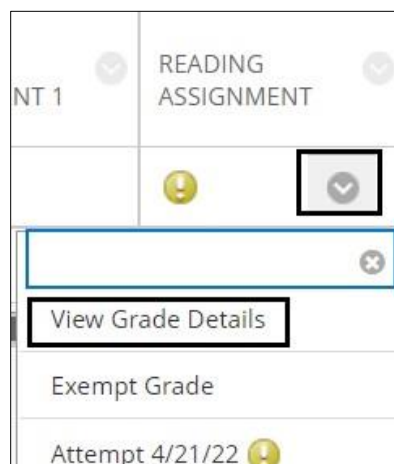 READING
NT 1 ASSIGNMENT
View Grade Details
Exempt Grade
Attempt 4/21/22